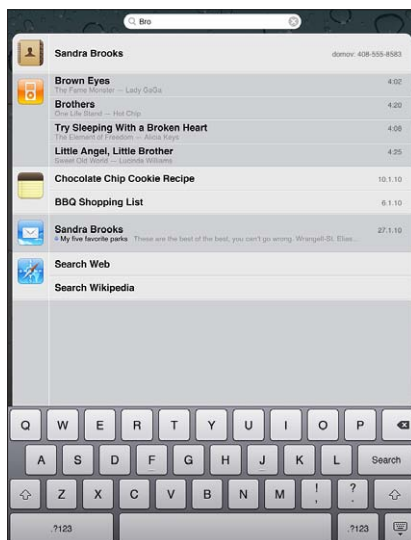 Bro
Sandra Brooks domov: 408-555-8583
Brown Eyes 4:02
The Fame Monster — Lady GaGa
Brothers 4:20
One Life Stand — Hot Chip
Try Sleeping With a Broken Heart 4:08
The Element of Freedom — Alicia Keys
Little Angel, Little Brother 4:25
Sweet Old World — Lucinda Williams
Chocolate Chip Cookie Recipe 10.1.10
BBQ Shopping List 6.1.10
Sandra Brooks 27.1.10
My five favorite parks These are the best of the best, you can't go wrong. Wrangell-St. Elias...
Search Web
Search Wikipedia
Q W E R T Y U I O P
A S D F G H J K L Search
Z X C V B N M ! , ? .
.?123 .?123